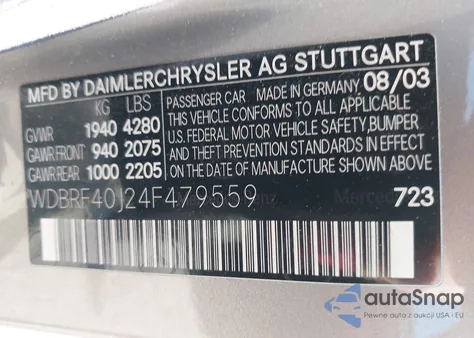 MFD BY DAIMLERCHRYSLER AG STUTTGART
KG LBS
GVWR 1940 4280
GAWR FRONT 940 2075
GAWR REAR 1000 2205
PASSENGER CAR MADE IN GERMANY 08/03
THIS VEHICLE CONFORMS TO ALL APPLICABLE
U.S. FEDERAL MOTOR VEHICLE SAFETY, BUMPER
AND THEFT PREVENTION STANDARDS IN EFFECT
ON THE DATE OF MANUFACTURE SHOWN ABOVE
WDBRF40J24F479559
723
autaSnap
Pewne auta z aukcji USA i EU